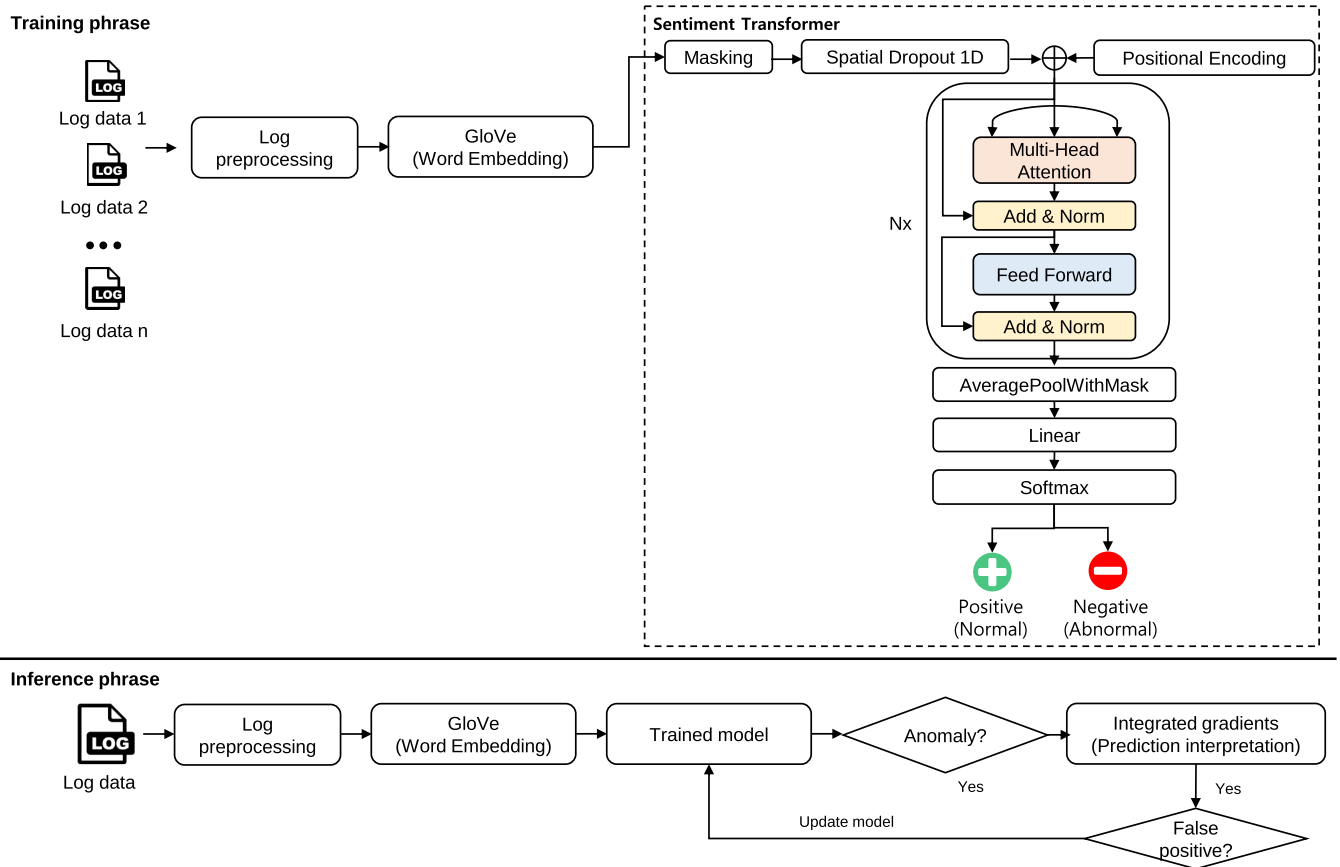 Training phrase
LOG
Log data 1
LOG
Log data 2
LOG
Log data n
Log
preprocessing
GloVe
(Word Embedding)
Sentiment Transformer
Masking
Spatial Dropout 1D
Positional Encoding
Multi-Head
Attention
Add & Norm
Nx
Feed Forward
Add & Norm
AveragePoolWithMask
Linear
Softmax
Positive
(Normal)
Negative
(Abnormal)
Inference phrase
LOG
Log data
Log
preprocessing
GloVe
(Word Embedding)
Trained model
Anomaly?
Yes
Integrated gradients
(Prediction interpretation)
Yes
False
positive?
Update model